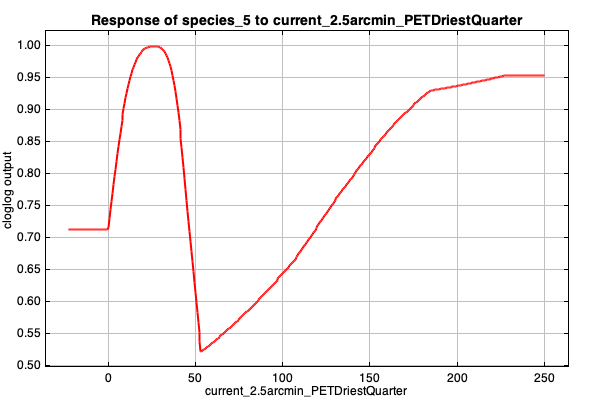 Response of species_5 to current_2.5arcmin_PETDriestQuarter
1.00
0.95
0.90
0.85
0.80
0.75
0.70
0.65
0.60
0.55
0.50
cloglog output
0 50 100 150 200 250
current_2.5arcmin_PETDriestQuarter